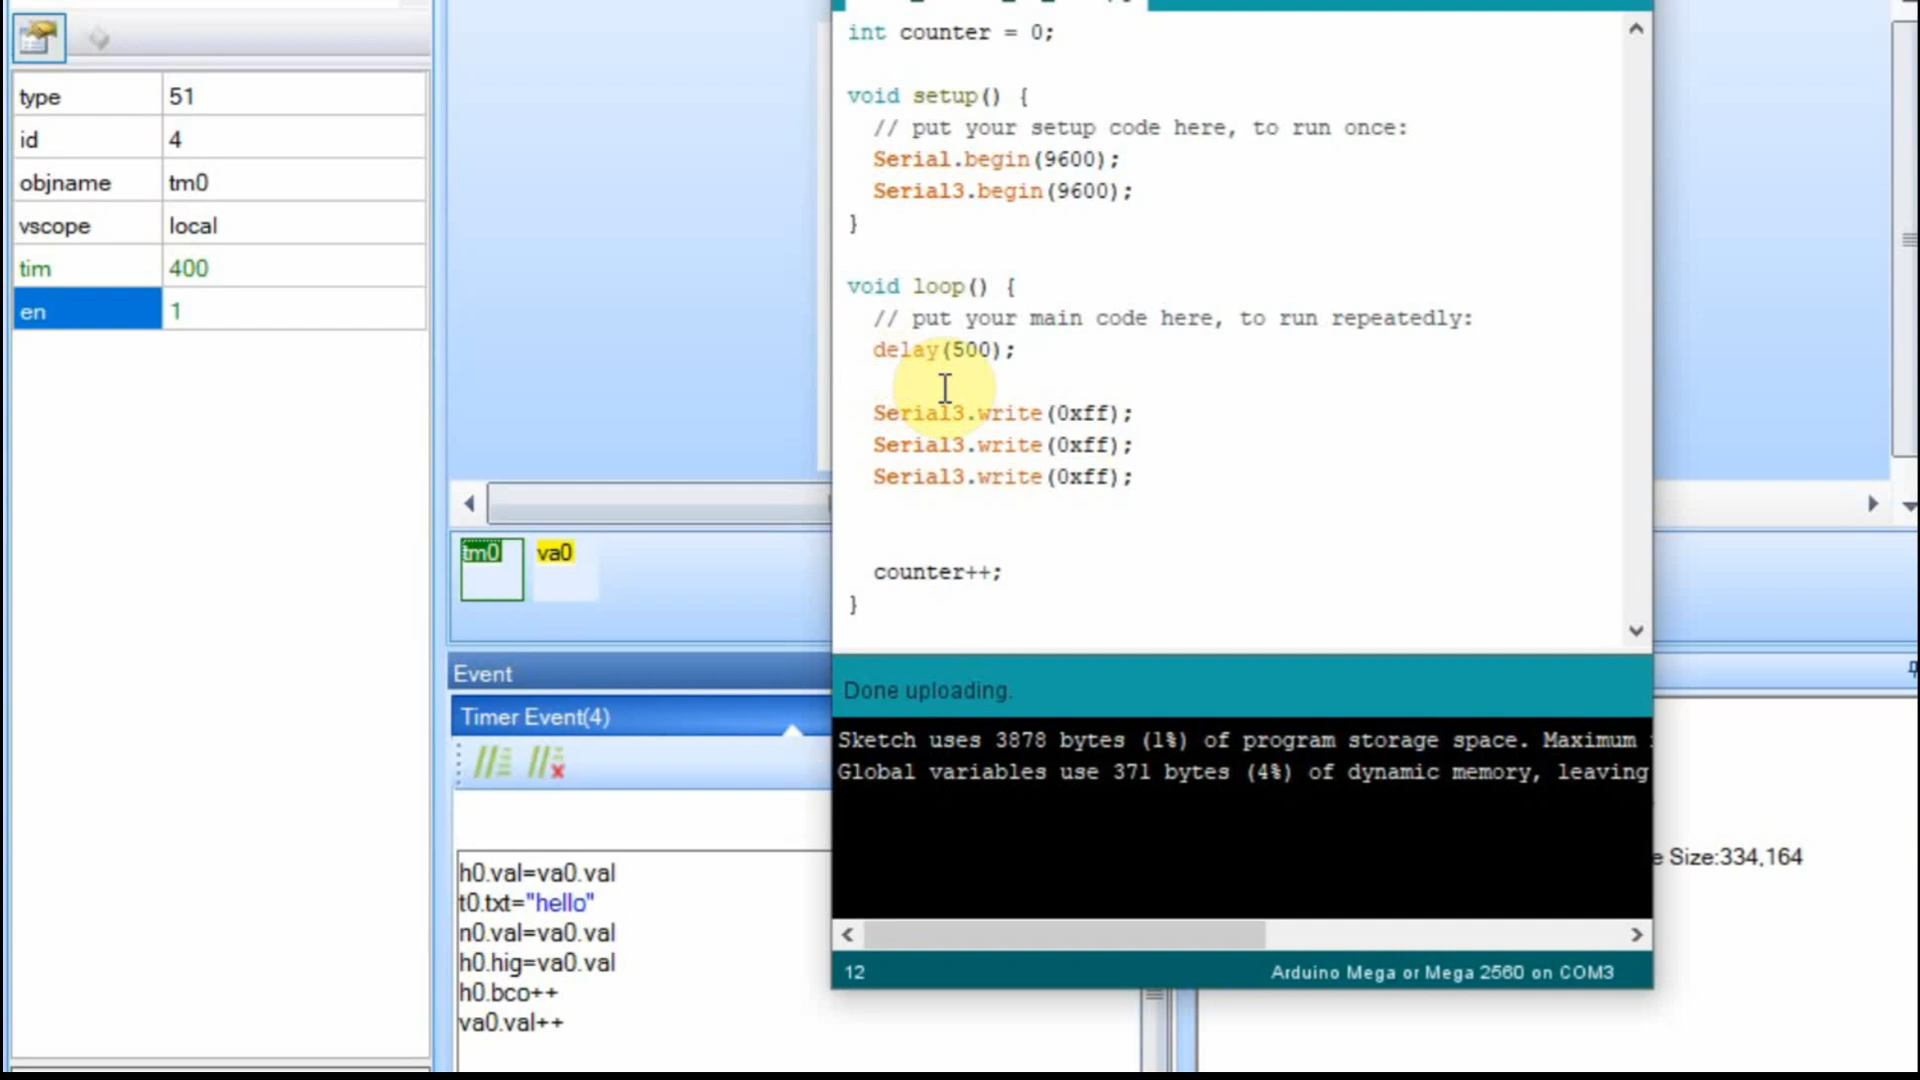 type 51
id 4
objname tm0
vscope local
tim 400
en 1
int counter = 0;
void setup() {
// put your setup code here, to run once:
Serial.begin(9600);
Serial3.begin(9600);
}
void loop() {
// put your main code here, to run repeatedly:
delay(500);
Serial3.write(0xff);
Serial3.write(0xff);
Serial3.write(0xff);
counter++;
}
tm0 va0
Event
Timer Event(4)
Done uploading.
Sketch uses 3878 bytes (1%) of program storage space. Maximum
Global variables use 371 bytes (4%) of dynamic memory, leaving
e Size:334,164
h0.val=va0.val
t0.txt="hello"
n0.val=va0.val
h0.hig=va0.val
h0.bco++
va0.val++
12 Arduino Mega or Mega 2560 on COM3